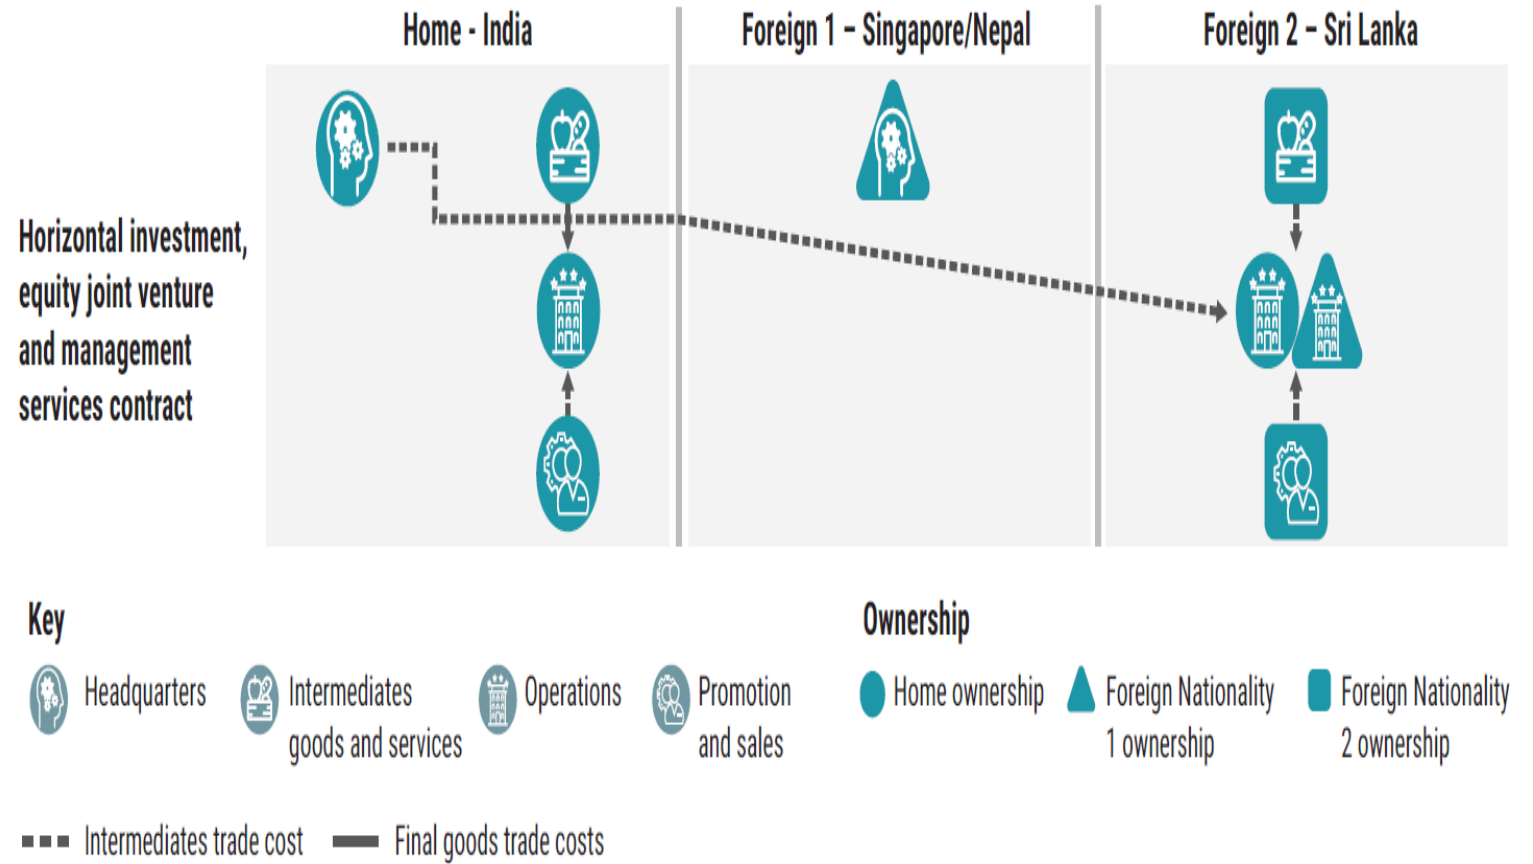 Home - India
Foreign 1 – Singapore/Nepal
Foreign 2 – Sri Lanka
Horizontal investment,
equity joint venture
and management
services contract
Key
Headquarters
Intermediates
goods and services
Operations
Promotion
and sales
Ownership
Home ownership
Foreign Nationality
1 ownership
Foreign Nationality
2 ownership
Intermediates trade cost
Final goods trade costs